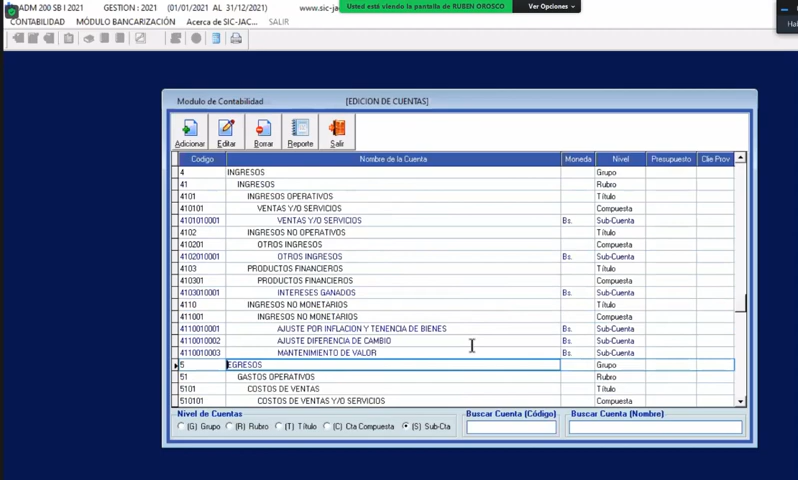 ADM 200 SB I 2021 GESTION : 2021 (01/01/2021 AL 31/12/2021) www.sic-jac
Usted está viendo la pantalla de RUBEN OROSCO Ver Opciones
CONTABILIDAD MÓDULO BANCARIZACIÓN Acerca de SIC-JAC... SALIR
Modulo de Contabilidad [EDICION DE CUENTAS]
Adicionar Editar Borrar Reporte Salir
Codigo Nombre de la Cuenta Moneda Nivel Presupuesto Clie Prov
4 INGRESOS Grupo
41 INGRESOS Rubro
4101 INGRESOS OPERATIVOS Título
410101 VENTAS Y/O SERVICIOS Compuesta
4101010001 VENTAS Y/O SERVICIOS Bs. Sub-Cuenta
4102 INGRESOS NO OPERATIVOS Título
410201 OTROS INGRESOS Compuesta
4102010001 OTROS INGRESOS Bs. Sub-Cuenta
4103 PRODUCTOS FINANCIEROS Título
410301 PRODUCTOS FINANCIEROS Compuesta
4103010001 INTERESES GANADOS Bs. Sub-Cuenta
4110 INGRESOS NO MONETARIOS Título
411001 INGRESOS NO MONETARIOS Compuesta
4110010001 AJUSTE POR INFLACION Y TENENCIA DE BIENES Bs. Sub-Cuenta
4110010002 AJUSTE DIFERENCIA DE CAMBIO Bs. Sub-Cuenta
4110010003 MANTENIMIENTO DE VALOR Bs. Sub-Cuenta
5 EGRESOS Grupo
51 GASTOS OPERATIVOS Rubro
5101 COSTOS DE VENTAS Título
510101 COSTOS DE VENTAS Y/O SERVICIOS Compuesta
Nivel de Cuentas Buscar Cuenta (Código) Buscar Cuenta (Nombre)
(G) Grupo (R) Rubro (T) Título (C) Cta Compuesta (S) Sub-Cta